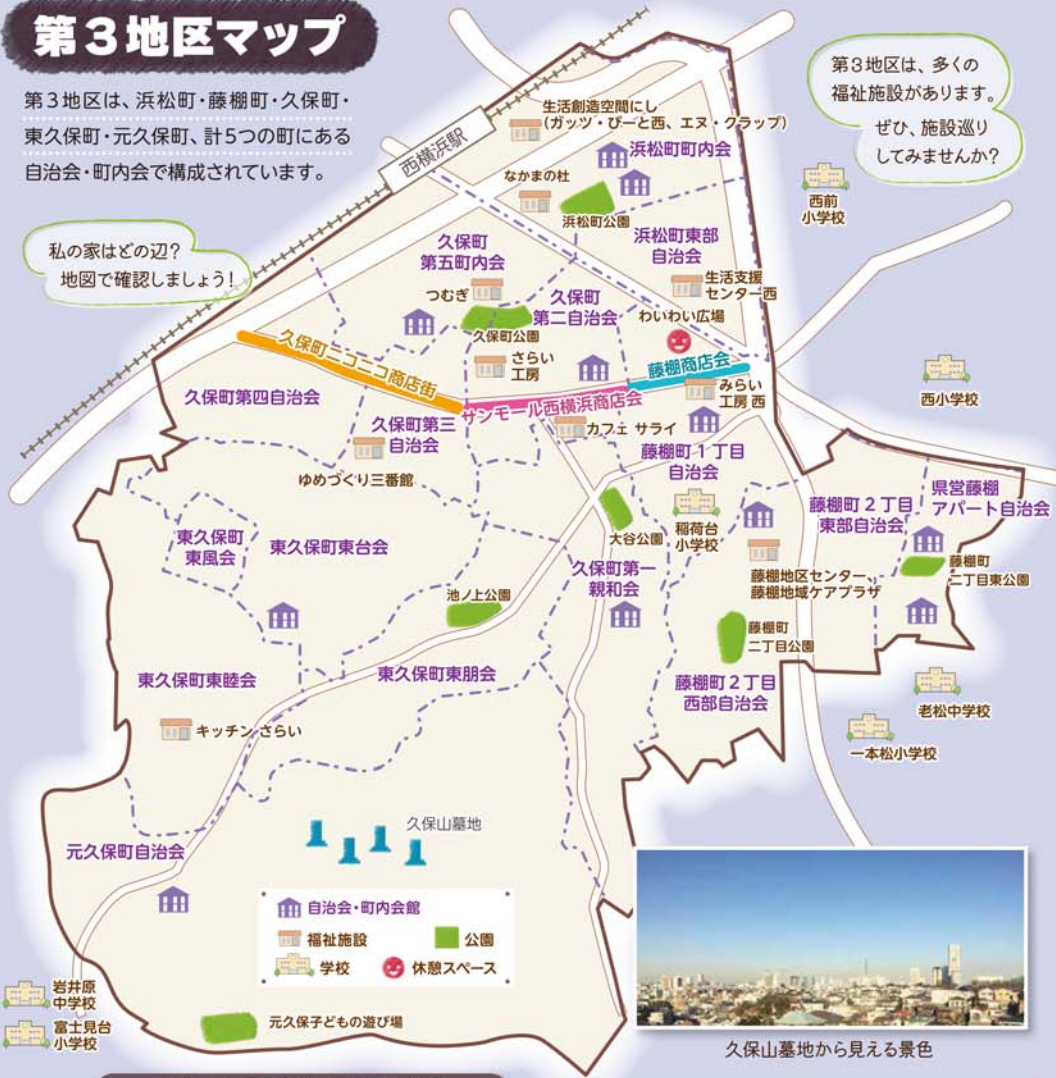 第3地区マップ
第3地区は、浜松町・藤棚町・久保町・
東久保町・元久保町、計5つの町にある
自治会・町内会で構成されています。
第3地区は、多くの
福祉施設があります。
ぜひ、施設巡り
してみませんか?
私の家はどの辺?
地図で確認しましょう!
西横浜駅
生活創造空間にし
(ガッツ・びーと西、エヌ・クラップ)
浜松町町内会
なかまの杜
浜松町公園
西前
小学校
久保町
第五町内会
浜松町東部
自治会
つむぎ
久保町
第二自治会
生活支援
センター西
わいわい広場
久保町公園
久保町ニコニコ商店街
さらい
工房
藤棚商店会
みらい
工房 西
西小学校
久保町第四自治会
サンモール西横浜商店会
久保町第三
自治会
カフェ サライ
ゆめづくり三番館
藤棚町1丁目
自治会
稲荷台
小学校
大谷公園
藤棚町2丁目
東部自治会
県営藤棚
アパート自治会
東久保町
東風会
東久保町東台会
久保町第一
親和会
藤棚地区センター、
藤棚地域ケアプラザ
藤棚町
二丁目東公園
池ノ上公園
藤棚町
二丁目公園
東久保町東睦会
東久保町東朋会
藤棚町2丁目
西部自治会
老松中学校
キッチン さらい
一本松小学校
久保山墓地
元久保町自治会
自治会・町内会館
福祉施設
公園
学校
休憩スペース
岩井原
中学校
富士見台
小学校
元久保子どもの遊び場
久保山墓地から見える景色